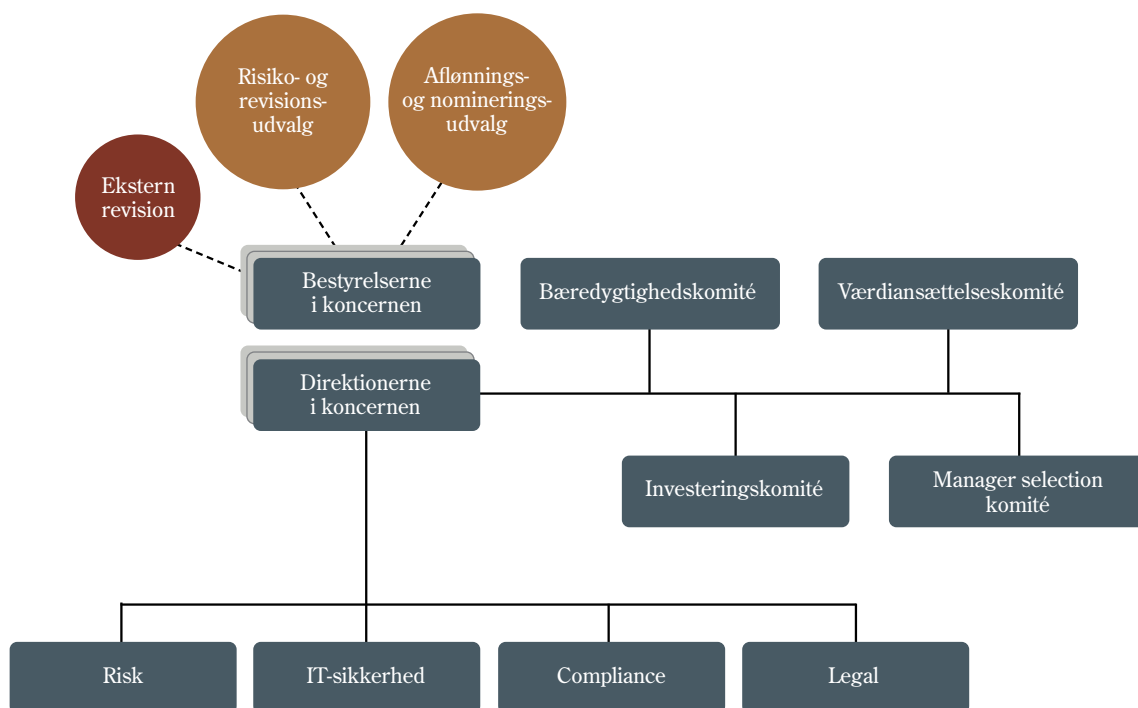 Risiko- og
revisions-
udvalg
Aflønnings-
og nominerings-
udvalg
Ekstern
revision
Bestyrelserne
i koncernen
Bæredygtighedskomité
Værdiansættelseskomité
Direktionerne
i koncernen
Investeringskomité
Manager selection
komité
Risk
IT-sikkerhed
Compliance
Legal